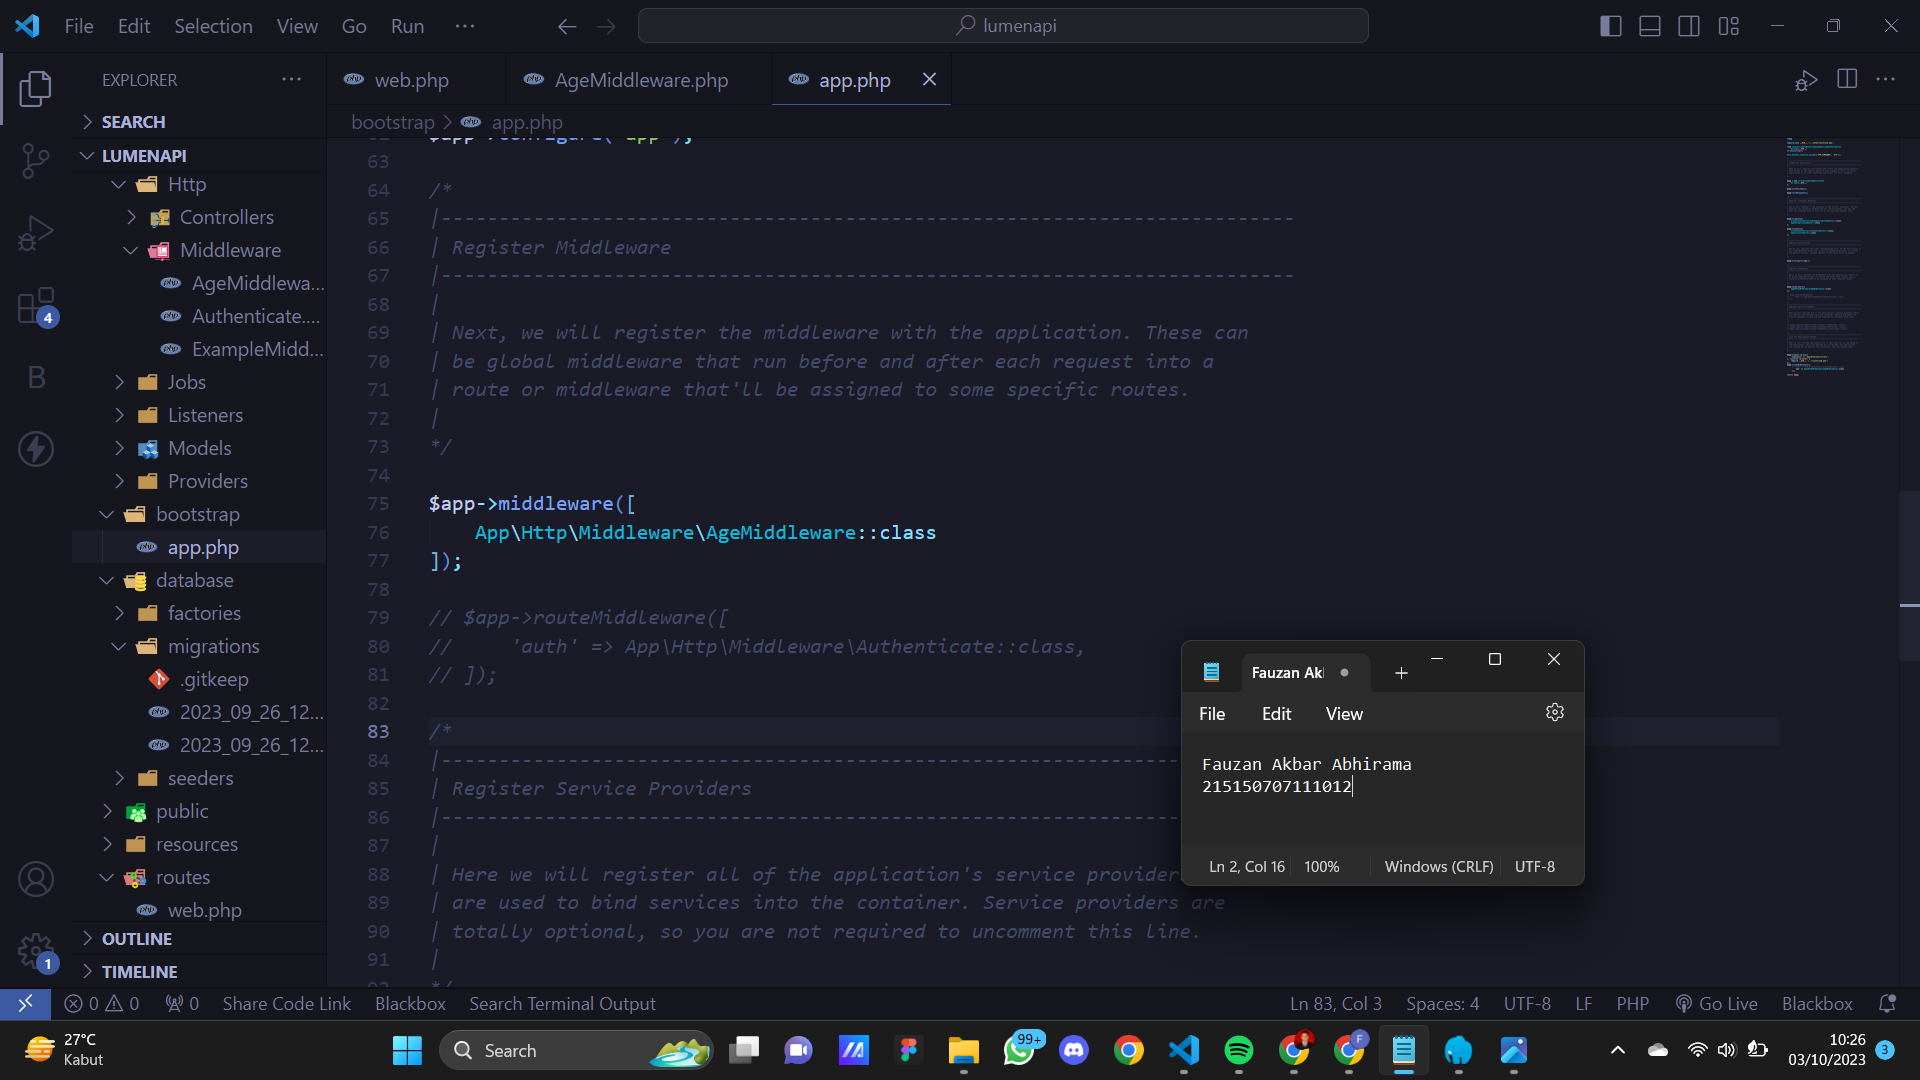 File Edit Selection View Go Run ··· lumenapi
EXPLORER ···
SEARCH
LUMENAPI
Http
Controllers
Middleware
AgeMiddlewa...
Authenticate....
ExampleMidd...
Jobs
Listeners
Models
Providers
bootstrap
app.php
database
factories
migrations
.gitkeep
2023_09_26_12...
2023_09_26_12...
seeders
public
resources
routes
web.php
OUTLINE
TIMELINE
4
B
1
web.php AgeMiddleware.php app.php
bootstrap > app.php
62 $app->configure('app');
63
64 /*
65 |--------------------------------------------------------------------------
66 | Register Middleware
67 |--------------------------------------------------------------------------
68 |
69 | Next, we will register the middleware with the application. These can
70 | be global middleware that run before and after each request into a
71 | route or middleware that'll be assigned to some specific routes.
72 |
73 */
74
75 $app->middleware([
76     App\Http\Middleware\AgeMiddleware::class
77 ]);
78
79 // $app->routeMiddleware([
80 //     'auth' => App\Http\Middleware\Authenticate::class,
81 // ]);
82
83 /*
84 |----------------------------------------------------------------
85 | Register Service Providers
86 |----------------------------------------------------------------
87 |
88 | Here we will register all of the application's service provider
89 | are used to bind services into the container. Service providers are
90 | totally optional, so you are not required to uncomment this line.
91 |
92 */
Fauzan Ak
File Edit View
Fauzan Akbar Abhirama
215150707111012
Ln 2, Col 16 100% Windows (CRLF) UTF-8
0 0 0 Share Code Link Blackbox Search Terminal Output Ln 83, Col 3 Spaces: 4 UTF-8 LF PHP Go Live Blackbox
27°C
Kabut
Search
99+
F
10:26
03/10/2023
3